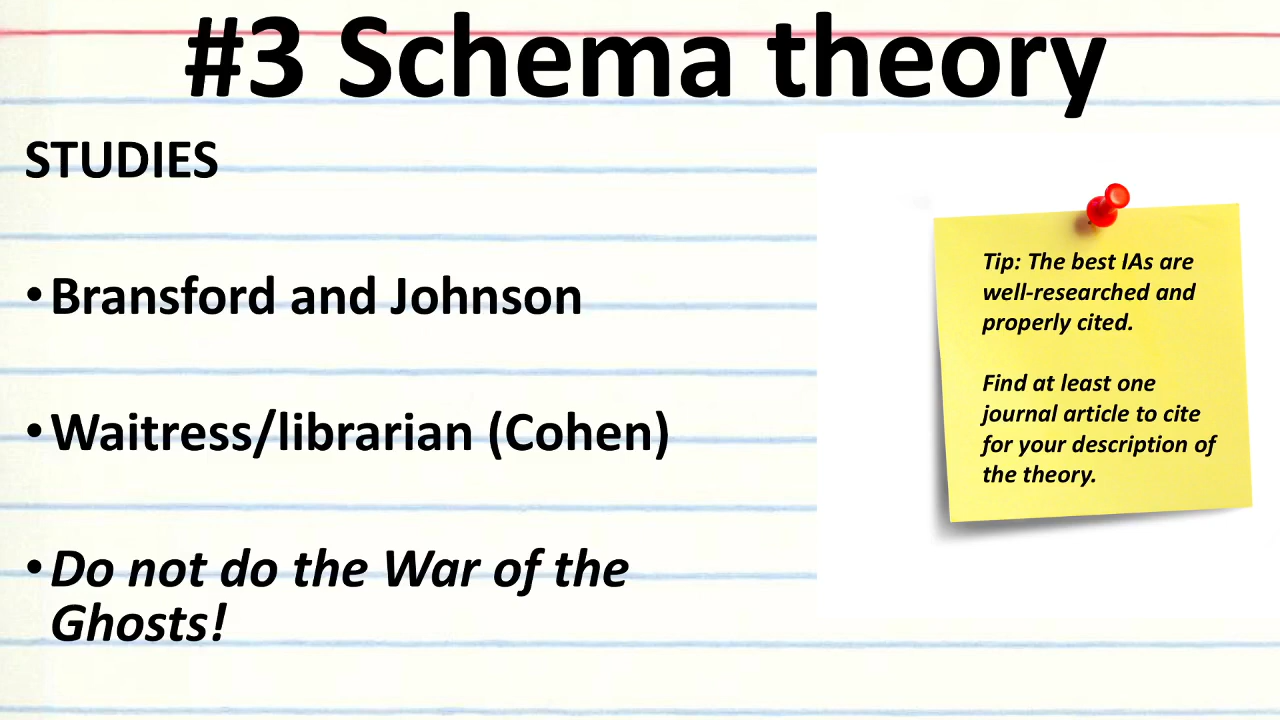 #3 Schema theory
STUDIES
•Bransford and Johnson
•Waitress/librarian (Cohen)
•Do not do the War of the
Ghosts!
Tip: The best IAs are
well-researched and
properly cited.
Find at least one
journal article to cite
for your description of
the theory.